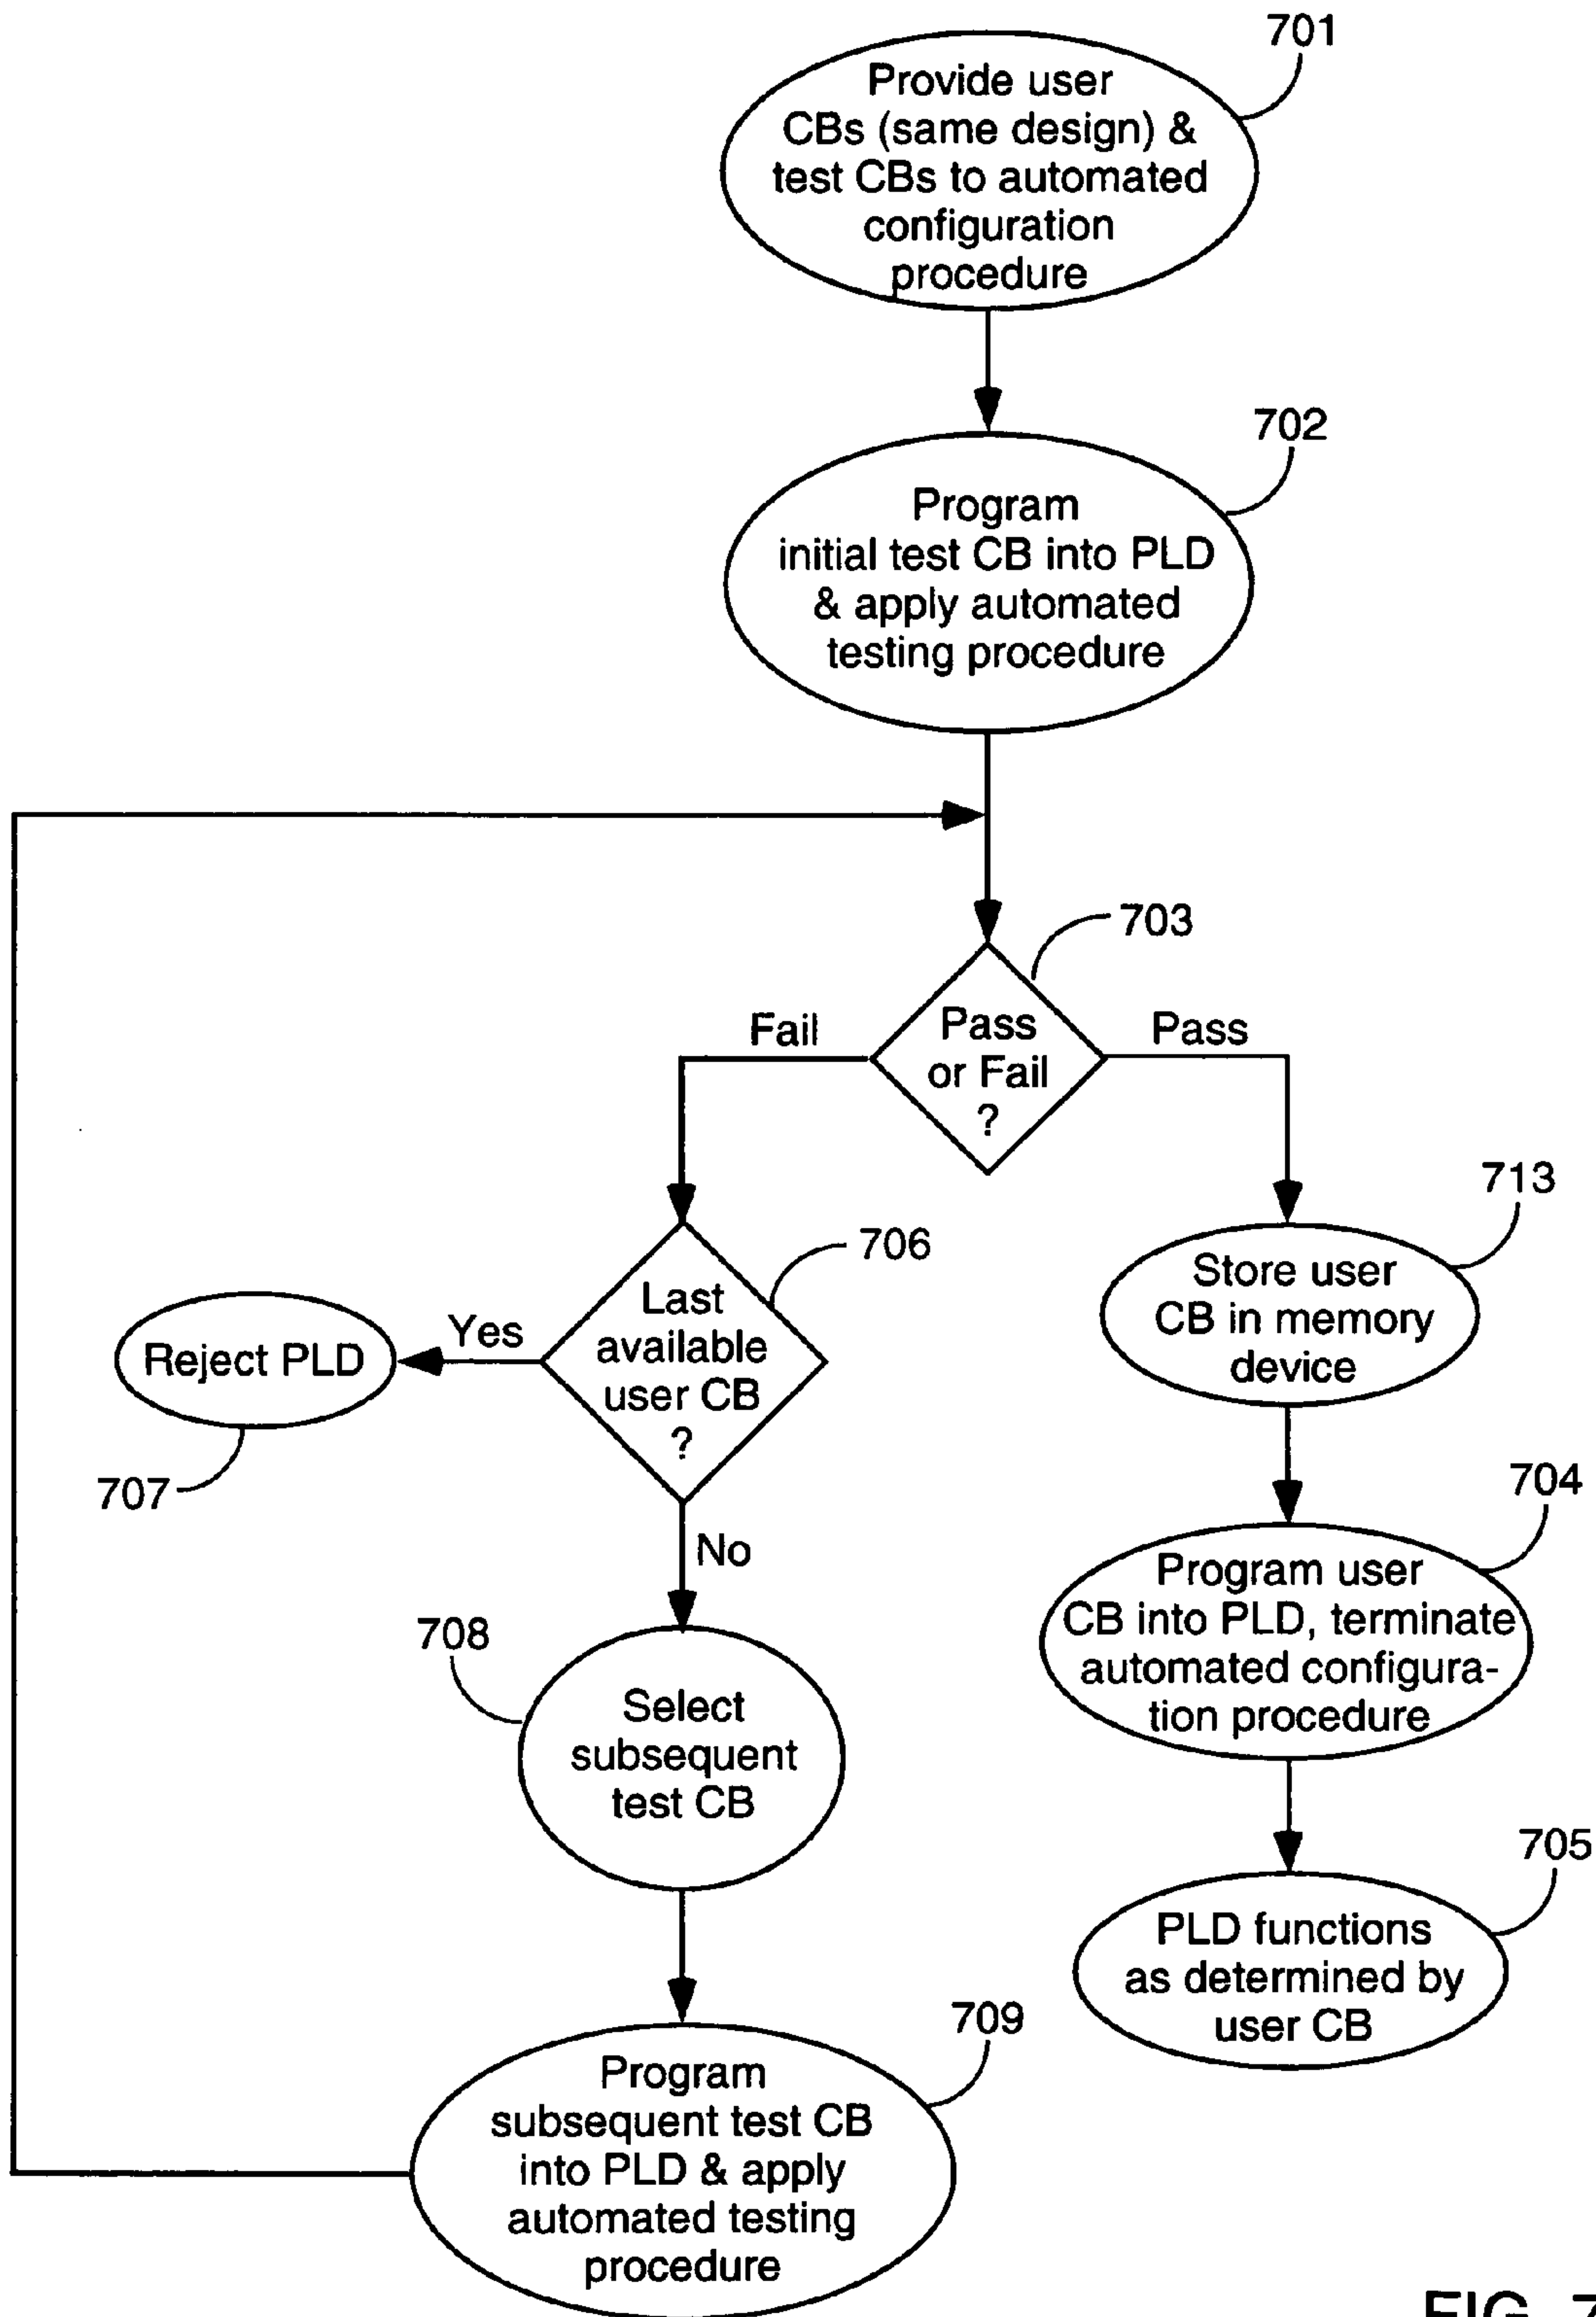 701
Provide user
CBs (same design) &
test CBs to automated
configuration
procedure
702
Program
initial test CB into PLD
& apply automated
testing procedure
703
Pass
or Fail
?
Fail
Pass
706
Last
available
user CB
?
Yes
Reject PLD
707
No
713
Store user
CB in memory
device
704
Program user
CB into PLD, terminate
automated configura-
tion procedure
705
PLD functions
as determined by
user CB
708
Select
subsequent
test CB
709
Program
subsequent test CB
into PLD & apply
automated testing
procedure
FIG. 7